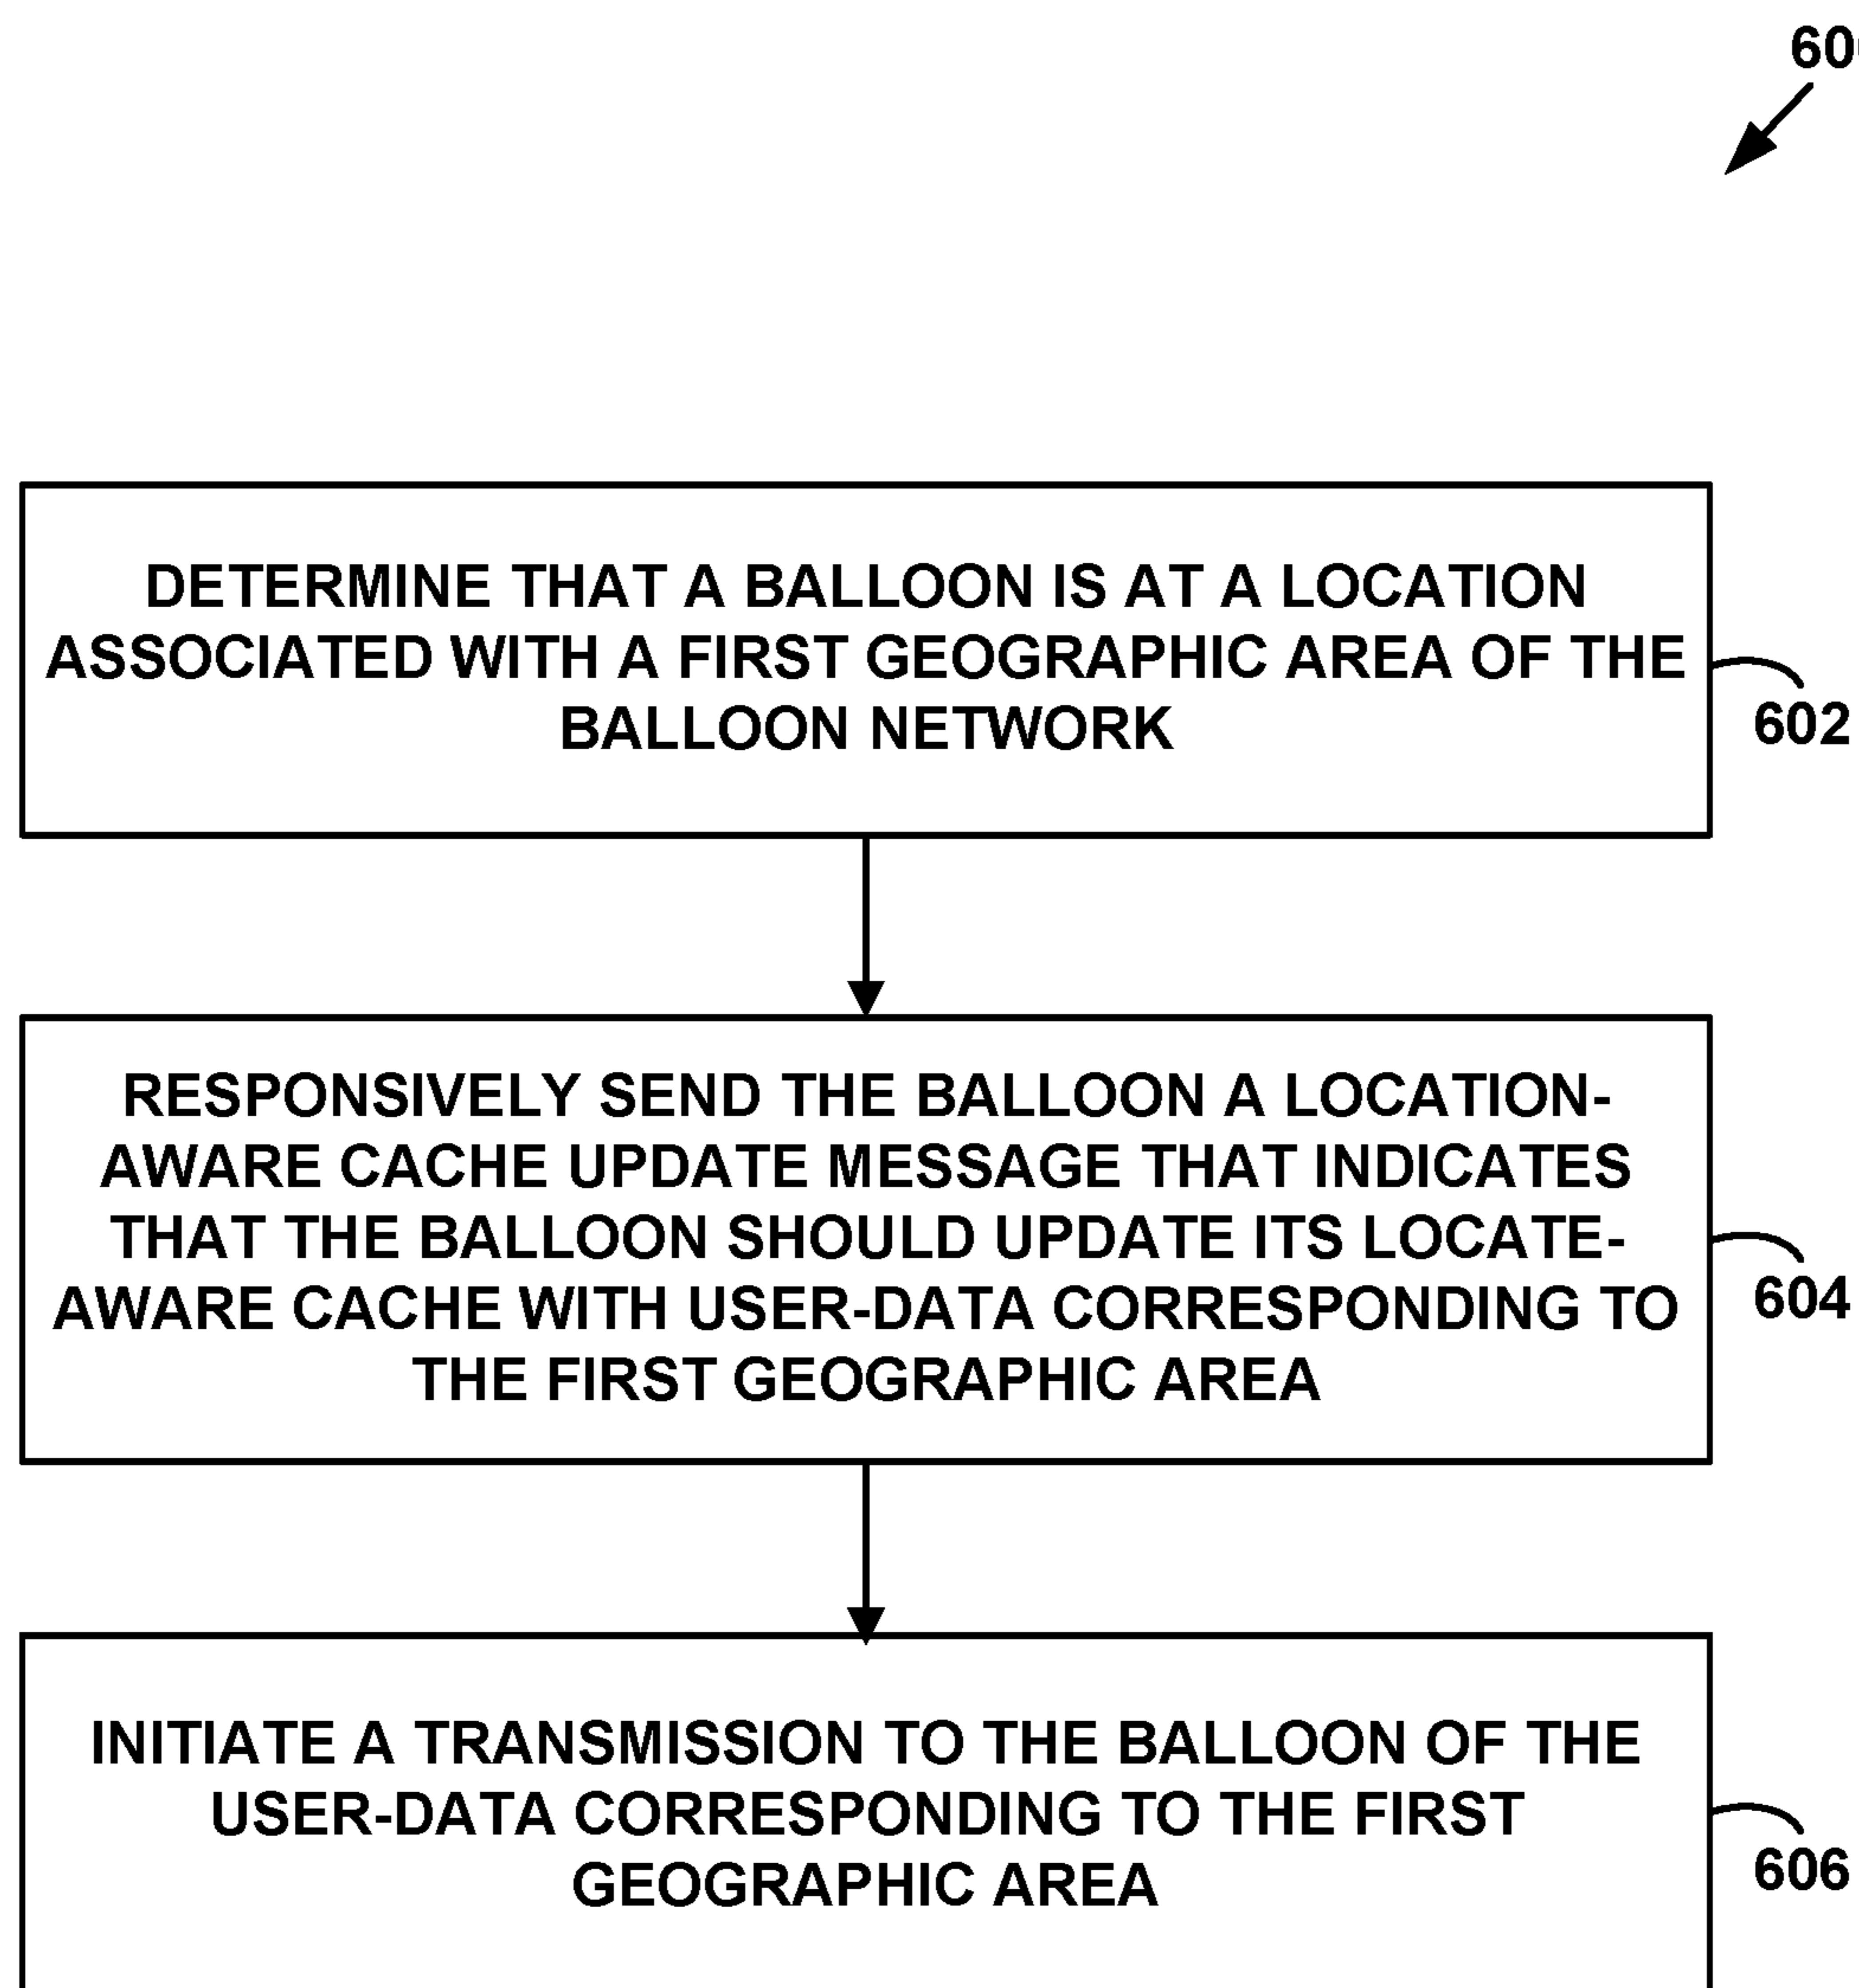 DETERMINE THAT A BALLOON IS AT A LOCATION
ASSOCIATED WITH A FIRST GEOGRAPHIC AREA OF THE
BALLOON NETWORK
602
RESPONSIVELY SEND THE BALLOON A LOCATION-
AWARE CACHE UPDATE MESSAGE THAT INDICATES
THAT THE BALLOON SHOULD UPDATE ITS LOCATE-
AWARE CACHE WITH USER-DATA CORRESPONDING TO
THE FIRST GEOGRAPHIC AREA
604
INITIATE A TRANSMISSION TO THE BALLOON OF THE
USER-DATA CORRESPONDING TO THE FIRST
GEOGRAPHIC AREA
606